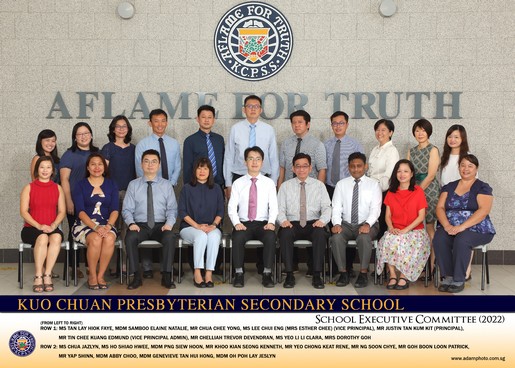 AFLAME FOR TRUTH
K.C.P.S.S.
AFLAME FOR TRUTH
KUO CHUAN PRESBYTERIAN SECONDARY SCHOOL
SCHOOL EXECUTIVE COMMITTEE (2022)
(FROM LEFT TO RIGHT)
ROW 1: MS TAN LAY HIOK FAYE, MDM SAMBOO ELAINE NATALIE, MR CHUA CHEE YONG, MS LEE CHUI ENG (MRS ESTHER CHEE) (VICE PRINCIPAL), MR JUSTIN TAN KUM KIT (PRINCIPAL),
MR TIN CHEE KUANG EDMUND (VICE PRINCIPAL ADMIN), MR CHELLIAH TREVOR DEVENDRAN, MS YEO LI LI CLARA, MRS DOROTHY GOH
ROW 2: MS CHUA JAZLYN, MS HO SHIAO HWEE, MDM PNG SIEW HOON, MR KHOO KIAN SEONG KENNETH, MR YEO CHONG KEAT RENE, MR NG SOON CHYE, MR GOH BOON LOON PATRICK,
MR YAP SHINN, MDM ABBY CHOO, MDM GENEVIEVE TAN HUI HONG, MDM OH POH LAY JESLYN
www.adamphoto.com.sg